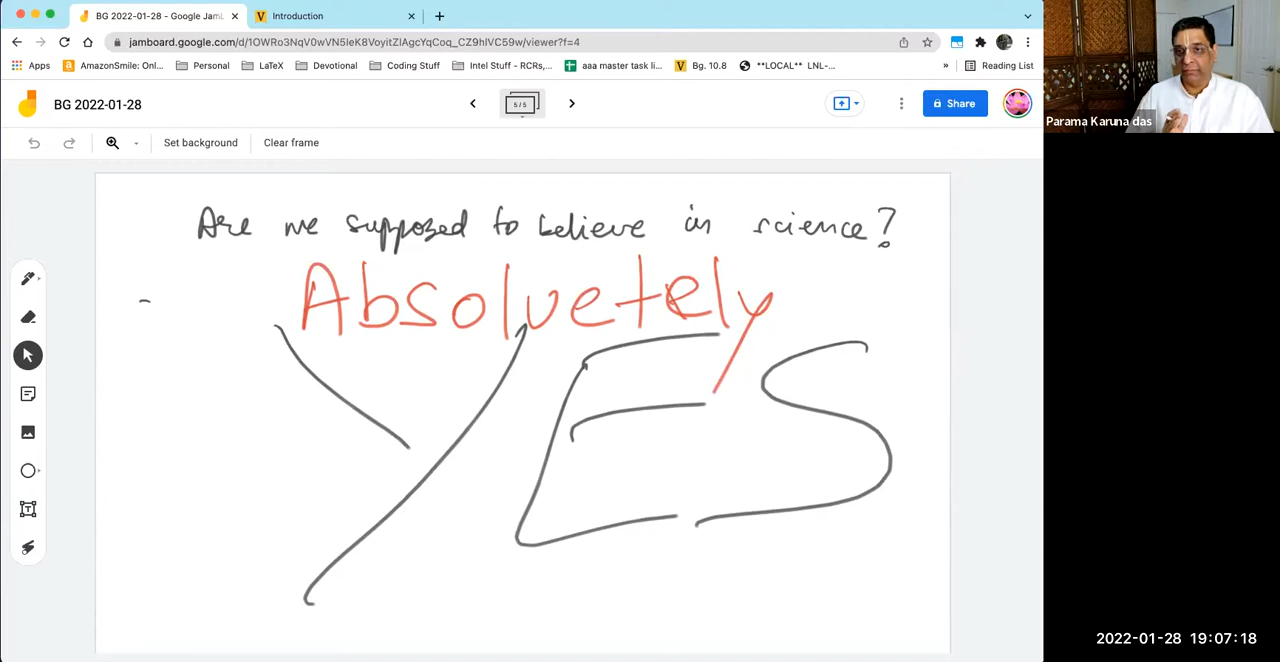 BG 2022-01-28 - Google Jam
Introduction
jamboard.google.com/d/1OWRo3NqV0wVN5leK8VoyitZlAgcYqCoq_CZ9hlVC59w/viewer?f=4
Apps AmazonSmile: Onl... Personal LaTeX Devotional Coding Stuff Intel Stuff - RCRs,... aaa master task li... Bg. 10.8 **LOCAL** LNL-... » Reading List
BG 2022-01-28
5/5
Share
Set background
Clear frame
Parama Karuna das
Are we supposed to believe in science?
Absolvetely
YES
2022-01-28 19:07:18